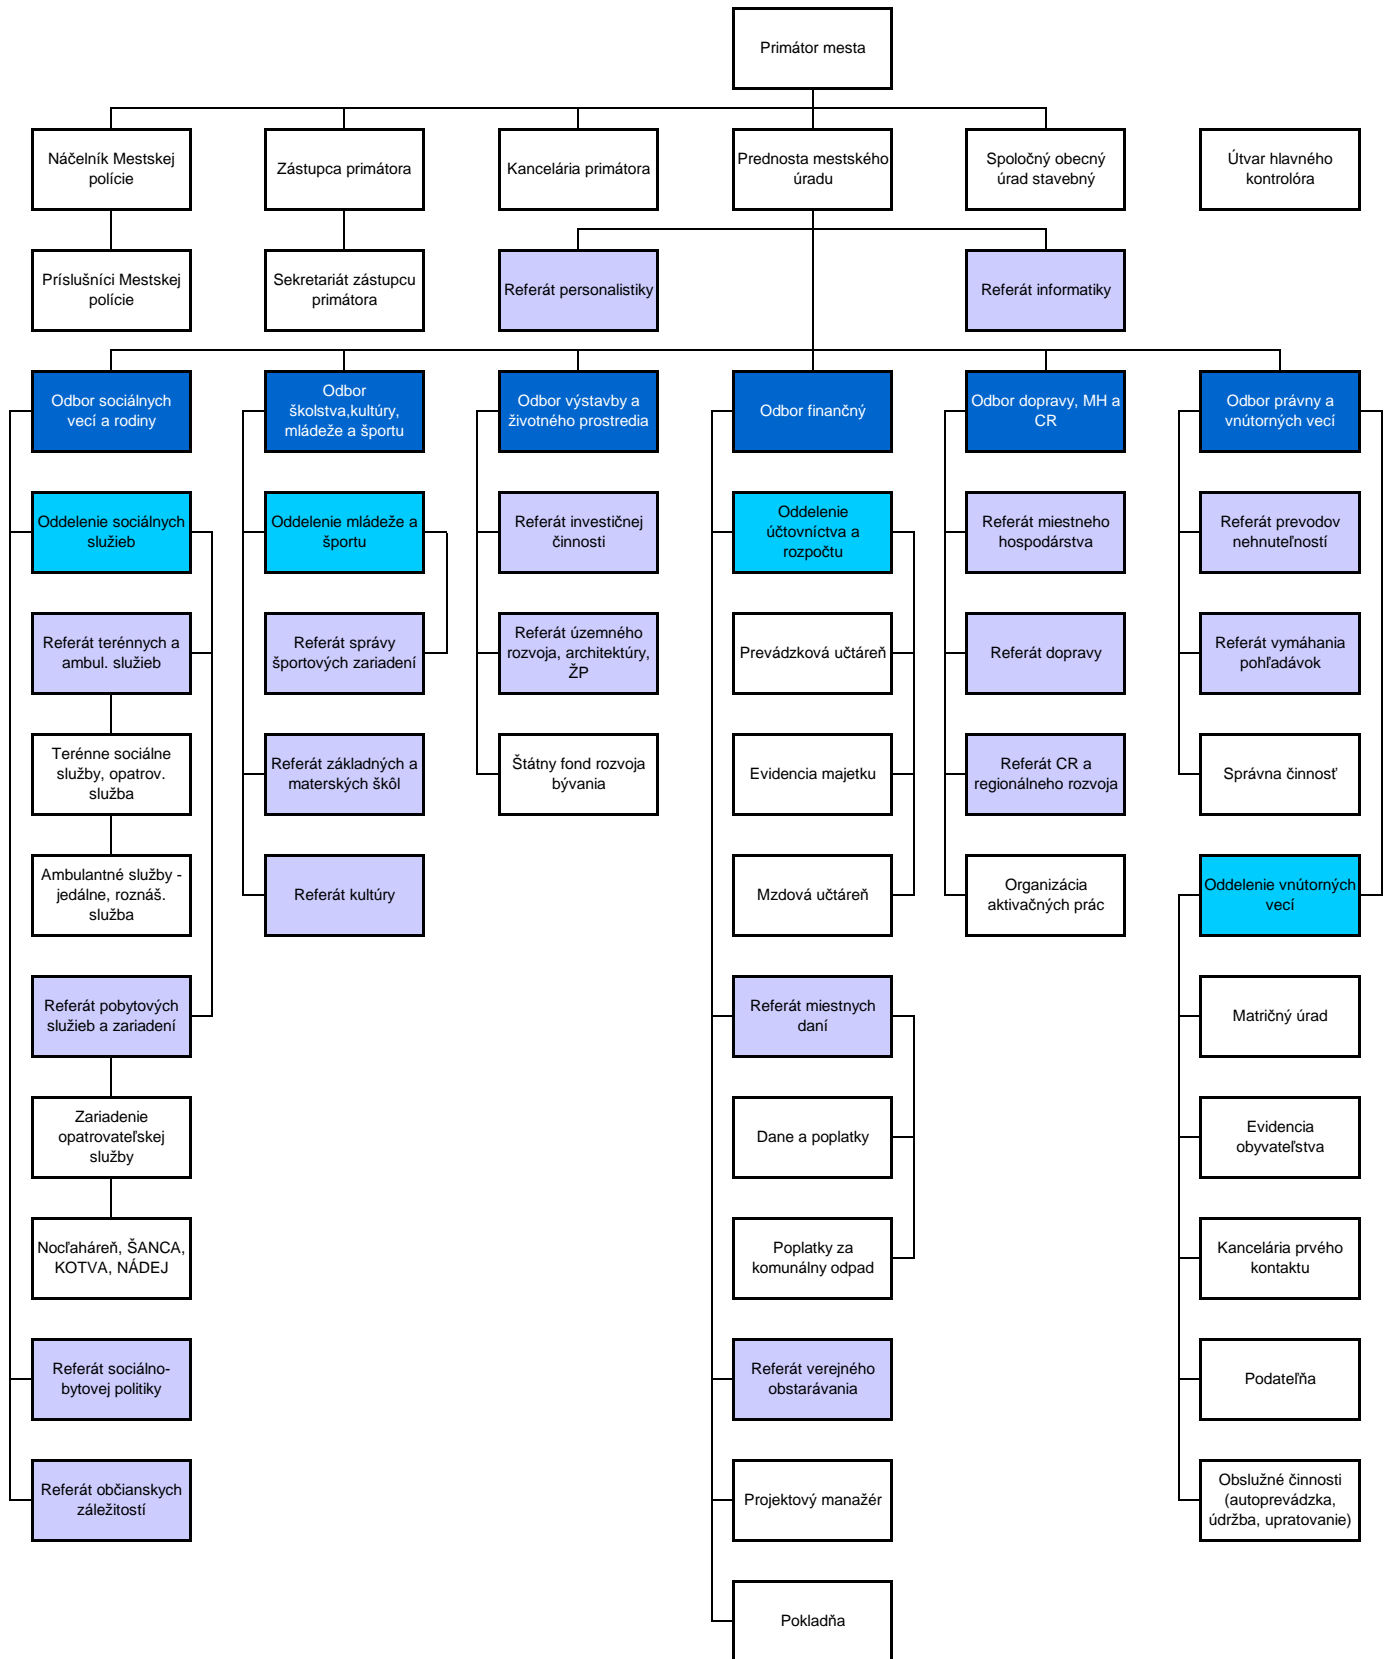 Primátor mesta
Náčelník Mestskej
polície
Zástupca primátora
Kancelária primátora
Prednosta mestského
úradu
Spoločný obecný
úrad stavebný
Útvar hlavného
kontrolóra
Príslušníci Mestskej
polície
Sekretariát zástupcu
primátora
Referát personalistiky
Referát informatiky
Odbor sociálnych
vecí a rodiny
Odbor
školstva,kultúry,
mládeže a športu
Odbor výstavby a
životného prostredia
Odbor finančný
Odbor dopravy, MH a
CR
Odbor právny a
vnútorných vecí
Oddelenie sociálnych
služieb
Oddelenie mládeže a
športu
Referát investičnej
činnosti
Oddelenie
účtovníctva a
rozpočtu
Referát miestneho
hospodárstva
Referát prevodov
nehnuteľností
Referát terénnych a
ambul. služieb
Referát správy
športových zariadení
Referát územného
rozvoja, architektúry,
ŽP
Prevádzková učtáreň
Referát dopravy
Referát vymáhania
pohľadávok
Terénne sociálne
služby, opatrov.
služba
Referát základných a
materských škôl
Štátny fond rozvoja
bývania
Evidencia majetku
Referát CR a
regionálneho rozvoja
Správna činnosť
Ambulantné služby -
jedálne, roznáš.
služba
Referát kultúry
Mzdová učtáreň
Organizácia
aktivačných prác
Oddelenie vnútorných
vecí
Referát pobytových
služieb a zariadení
Referát miestnych
daní
Matričný úrad
Zariadenie
opatrovateľskej
služby
Dane a poplatky
Evidencia
obyvateľstva
Nocľaháreň, ŠANCA,
KOTVA, NÁDEJ
Poplatky za
komunálny odpad
Kancelária prvého
kontaktu
Referát sociálno-
bytovej politiky
Referát verejného
obstarávania
Podateľňa
Referát občianskych
záležitostí
Projektový manažér
Obslužné činnosti
(autoprevádzka,
údržba, upratovanie)
Pokladňa